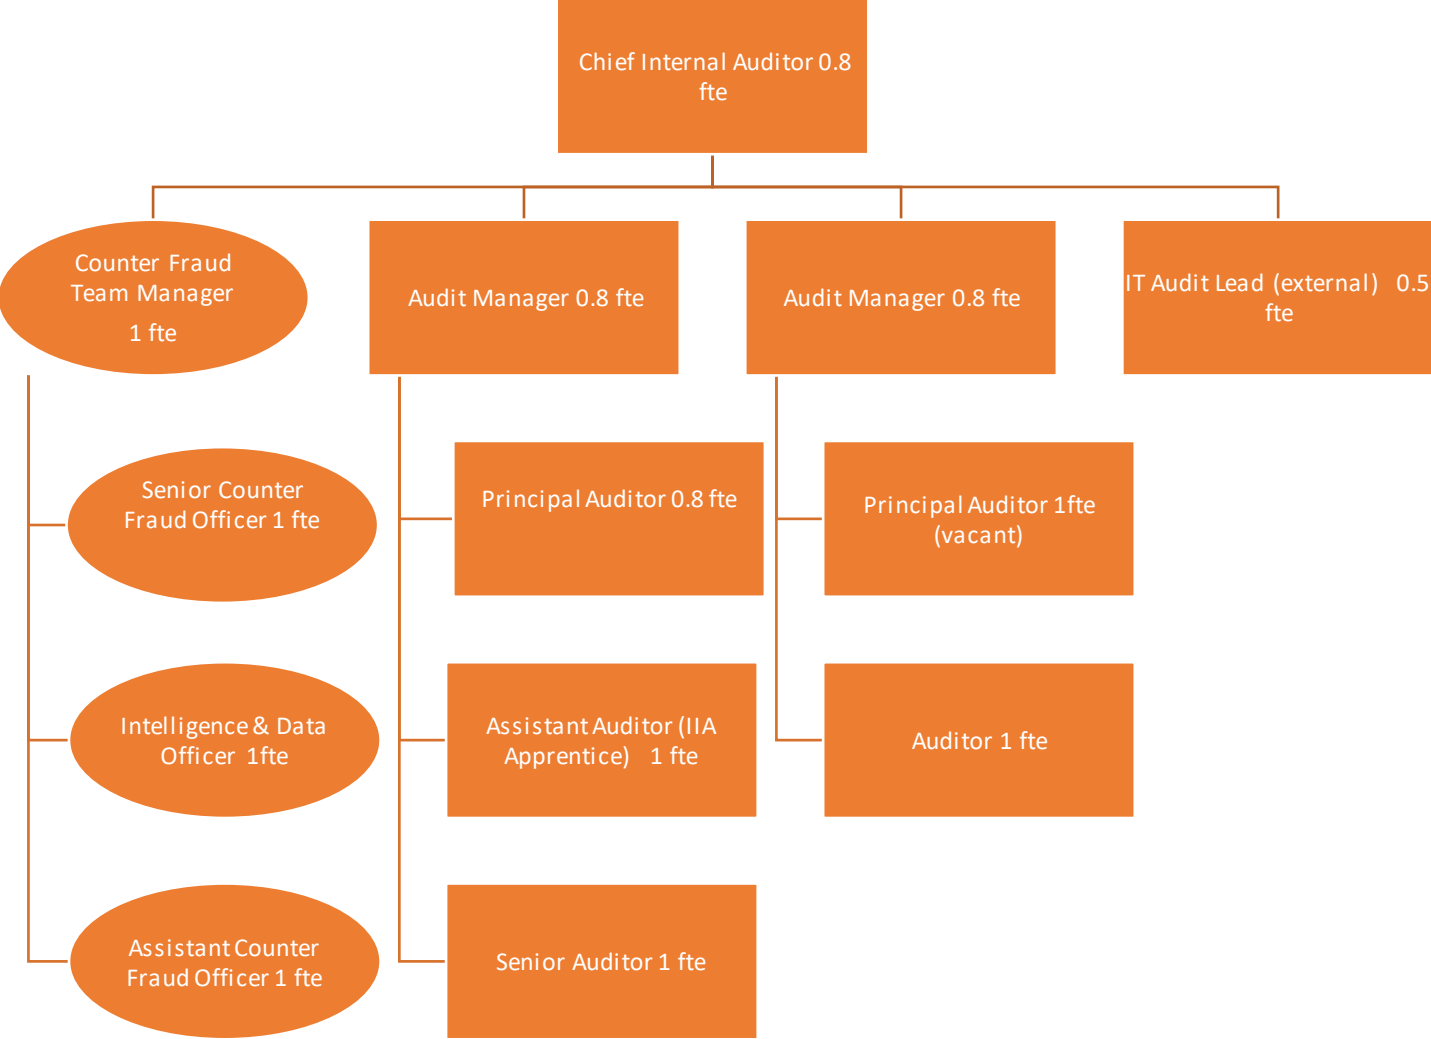 Chief Internal Auditor 0.8
fte
Counter Fraud
Team Manager
1 fte
Audit Manager 0.8 fte
Audit Manager 0.8 fte
IT Audit Lead (external) 0.5
fte
Senior Counter
Fraud Officer 1 fte
Principal Auditor 0.8 fte
Principal Auditor 1fte
(vacant)
Intelligence & Data
Officer 1fte
Assistant Auditor (IIA
Apprentice) 1 fte
Auditor 1 fte
Assistant Counter
Fraud Officer 1 fte
Senior Auditor 1 fte